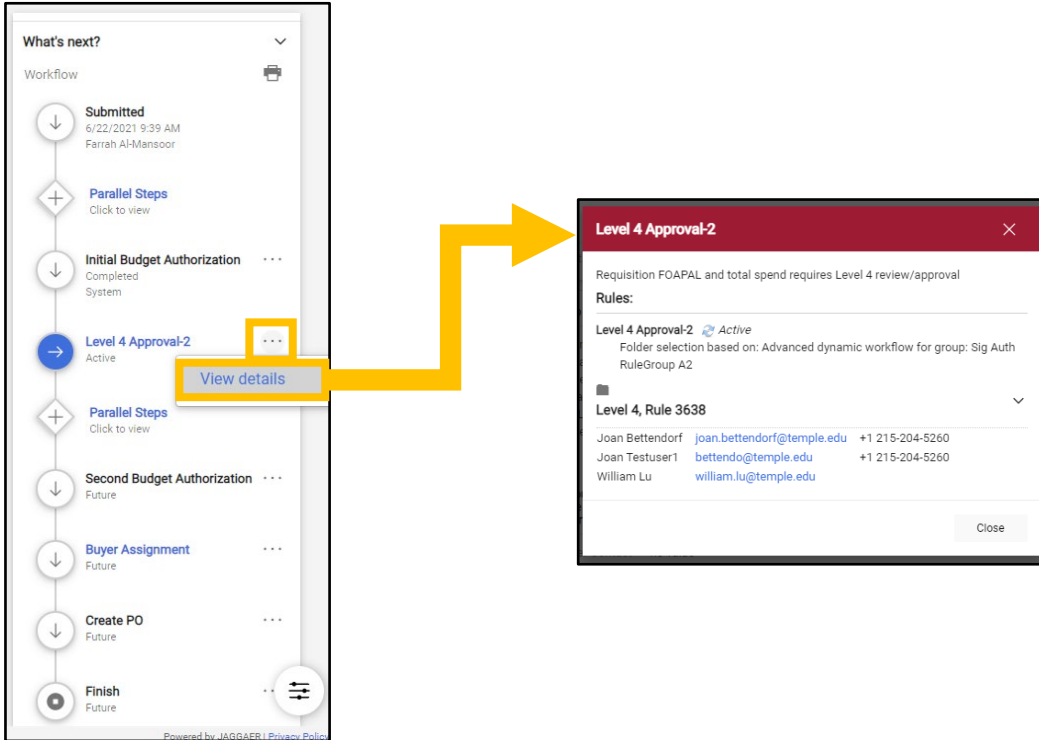 What's next?
Workflow
Submitted
6/22/2021 9:39 AM
Farrah Al-Mansoor
Parallel Steps
Click to view
Initial Budget Authorization
Completed
System
Level 4 Approval-2
Active
View details
Parallel Steps
Click to view
Second Budget Authorization
Future
Buyer Assignment
Future
Create PO
Future
Finish
Future
Powered by JAGGAER | Privacy Policy
Level 4 Approval-2
Requisition FOAPAL and total spend requires Level 4 review/approval
Rules:
Level 4 Approval-2 Active
Folder selection based on: Advanced dynamic workflow for group: Sig Auth
RuleGroup A2
Level 4, Rule 3638
Joan Bettendorf joan.bettendorf@temple.edu +1 215-204-5260
Joan Testuser1 bettendo@temple.edu +1 215-204-5260
William Lu william.lu@temple.edu
Close